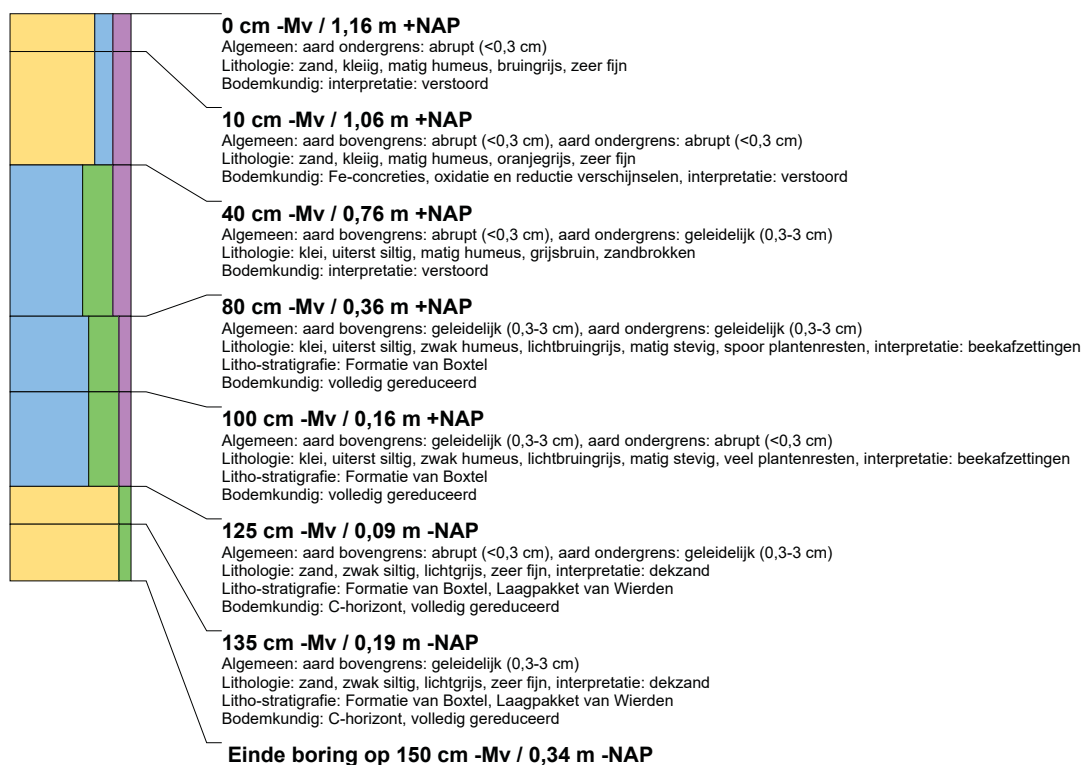 0 cm -Mv / 1,16 m +NAP
Algemeen: aard ondergrens: abrupt (<0,3 cm)
Lithologie: zand, kleiig, matig humeus, bruingrijs, zeer fijn
Bodemkundig: interpretatie: verstoord
10 cm -Mv / 1,06 m +NAP
Algemeen: aard bovengrens: abrupt (<0,3 cm), aard ondergrens: abrupt (<0,3 cm)
Lithologie: zand, kleiig, matig humeus, oranjegrijs, zeer fijn
Bodemkundig: Fe-concreties, oxidatie en reductie verschijnselen, interpretatie: verstoord
40 cm -Mv / 0,76 m +NAP
Algemeen: aard bovengrens: abrupt (<0,3 cm), aard ondergrens: geleidelijk (0,3-3 cm)
Lithologie: klei, uiterst siltig, matig humeus, grijsbruin, zandbrokken
Bodemkundig: interpretatie: verstoord
80 cm -Mv / 0,36 m +NAP
Algemeen: aard bovengrens: geleidelijk (0,3-3 cm), aard ondergrens: geleidelijk (0,3-3 cm)
Lithologie: klei, uiterst siltig, zwak humeus, lichtbruingrijs, matig stevig, spoor plantenresten, interpretatie: beekafzettingen
Litho-stratigrafie: Formatie van Boxtel
Bodemkundig: volledig gereduceerd
100 cm -Mv / 0,16 m +NAP
Algemeen: aard bovengrens: geleidelijk (0,3-3 cm), aard ondergrens: abrupt (<0,3 cm)
Lithologie: klei, uiterst siltig, zwak humeus, lichtbruingrijs, matig stevig, veel plantenresten, interpretatie: beekafzettingen
Litho-stratigrafie: Formatie van Boxtel
Bodemkundig: volledig gereduceerd
125 cm -Mv / 0,09 m -NAP
Algemeen: aard bovengrens: abrupt (<0,3 cm), aard ondergrens: geleidelijk (0,3-3 cm)
Lithologie: zand, zwak siltig, lichtgrijs, zeer fijn, interpretatie: dekzand
Litho-stratigrafie: Formatie van Boxtel, Laagpakket van Wierden
Bodemkundig: C-horizont, volledig gereduceerd
135 cm -Mv / 0,19 m -NAP
Algemeen: aard bovengrens: geleidelijk (0,3-3 cm)
Lithologie: zand, zwak siltig, lichtgrijs, zeer fijn, interpretatie: dekzand
Litho-stratigrafie: Formatie van Boxtel, Laagpakket van Wierden
Bodemkundig: C-horizont, volledig gereduceerd
Einde boring op 150 cm -Mv / 0,34 m -NAP